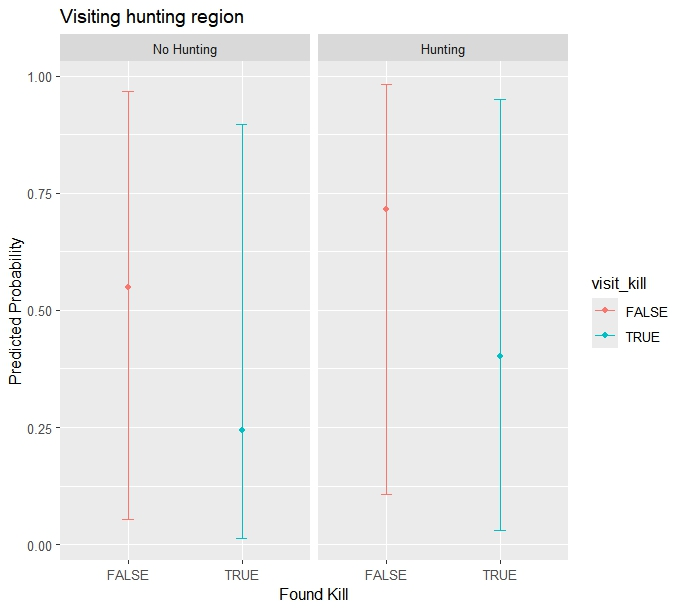 Visiting hunting region
No Hunting
Hunting
1.00
0.75
0.50
0.25
0.00
Predicted Probability
FALSE
TRUE
FALSE
TRUE
Found Kill
visit_kill
FALSE
TRUE